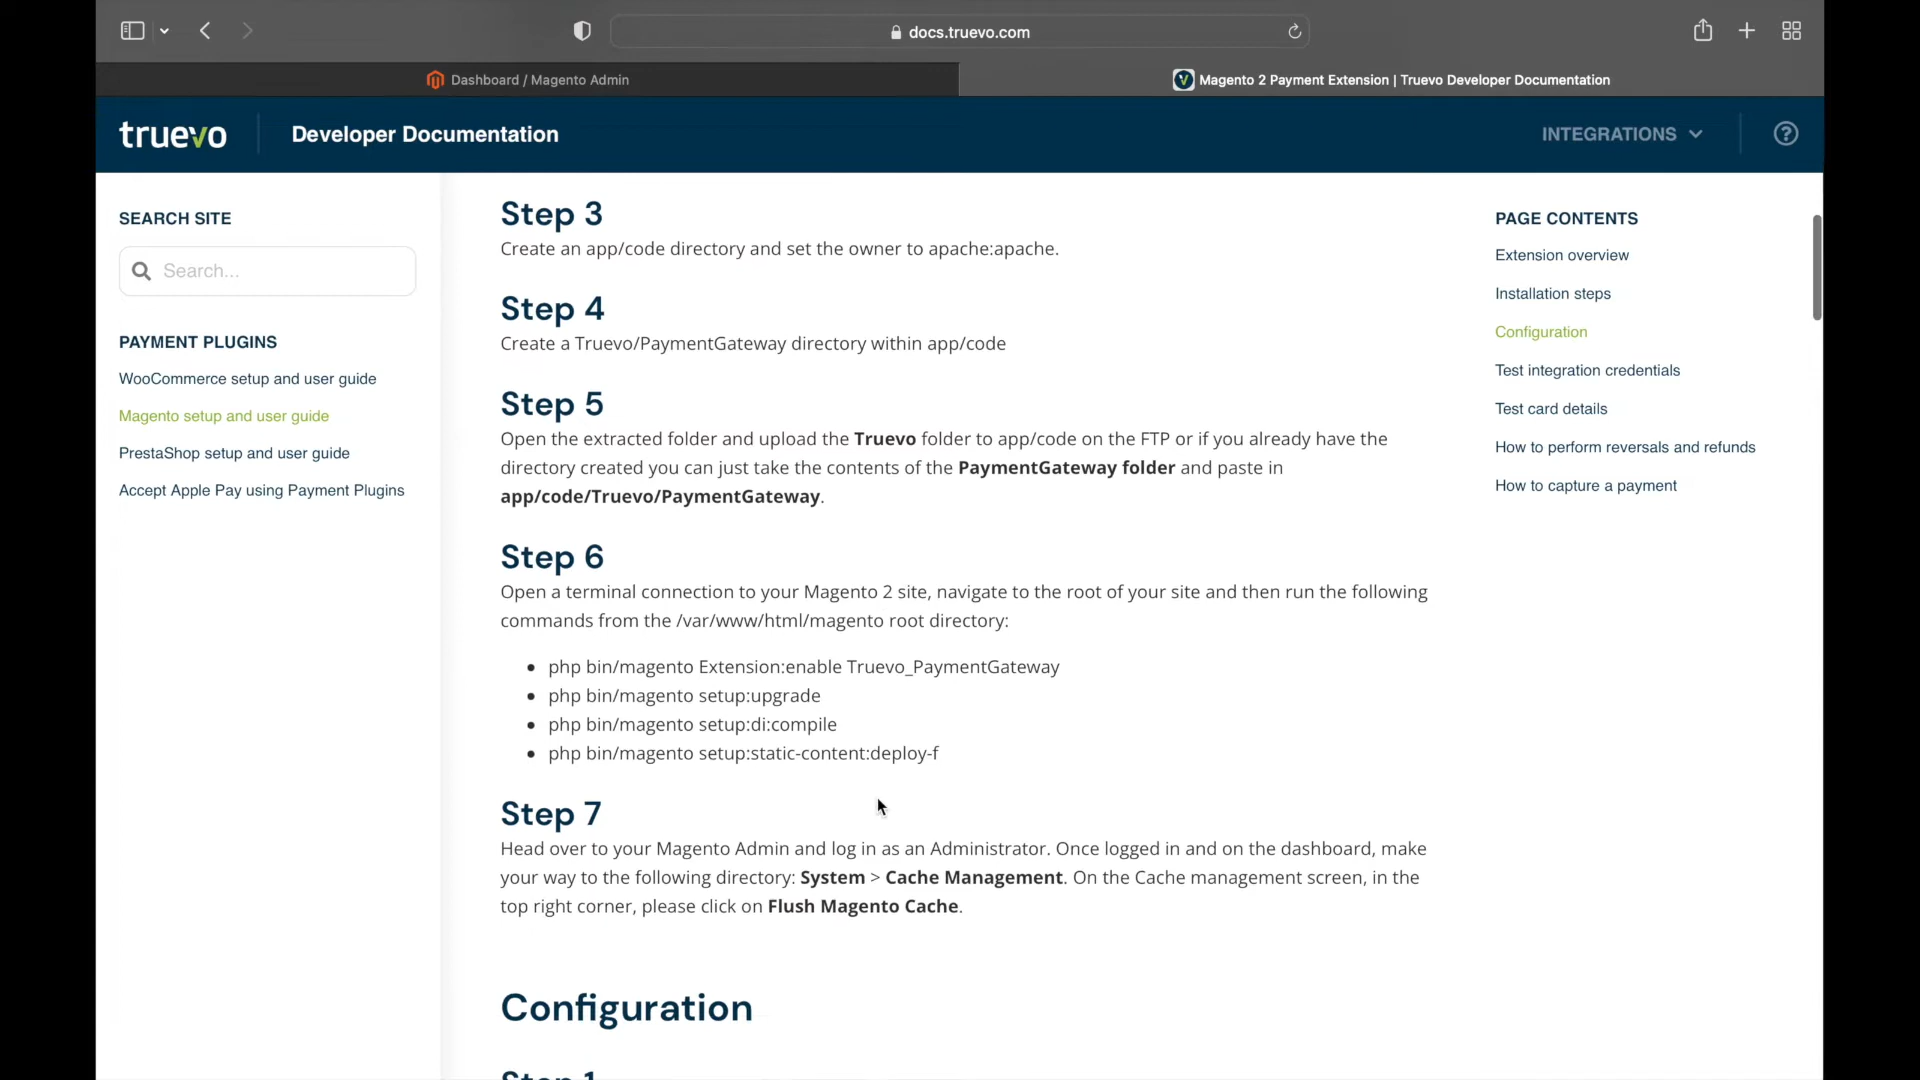 docs.truevo.com
Dashboard / Magento Admin
Magento 2 Payment Extension | Truevo Developer Documentation
truevo
Developer Documentation
INTEGRATIONS
SEARCH SITE
Search...
PAYMENT PLUGINS
WooCommerce setup and user guide
Magento setup and user guide
PrestaShop setup and user guide
Accept Apple Pay using Payment Plugins
Step 3
Create an app/code directory and set the owner to apache:apache.
Step 4
Create a Truevo/PaymentGateway directory within app/code
Step 5
Open the extracted folder and upload the Truevo folder to app/code on the FTP or if you already have the
directory created you can just take the contents of the PaymentGateway folder and paste in
app/code/Truevo/PaymentGateway.
Step 6
Open a terminal connection to your Magento 2 site, navigate to the root of your site and then run the following
commands from the /var/www/html/magento root directory:
• php bin/magento Extension:enable Truevo_PaymentGateway
• php bin/magento setup:upgrade
• php bin/magento setup:di:compile
• php bin/magento setup:static-content:deploy-f
Step 7
Head over to your Magento Admin and log in as an Administrator. Once logged in and on the dashboard, make
your way to the following directory: System > Cache Management. On the Cache management screen, in the
top right corner, please click on Flush Magento Cache.
Configuration
Step 1
PAGE CONTENTS
Extension overview
Installation steps
Configuration
Test integration credentials
Test card details
How to perform reversals and refunds
How to capture a payment